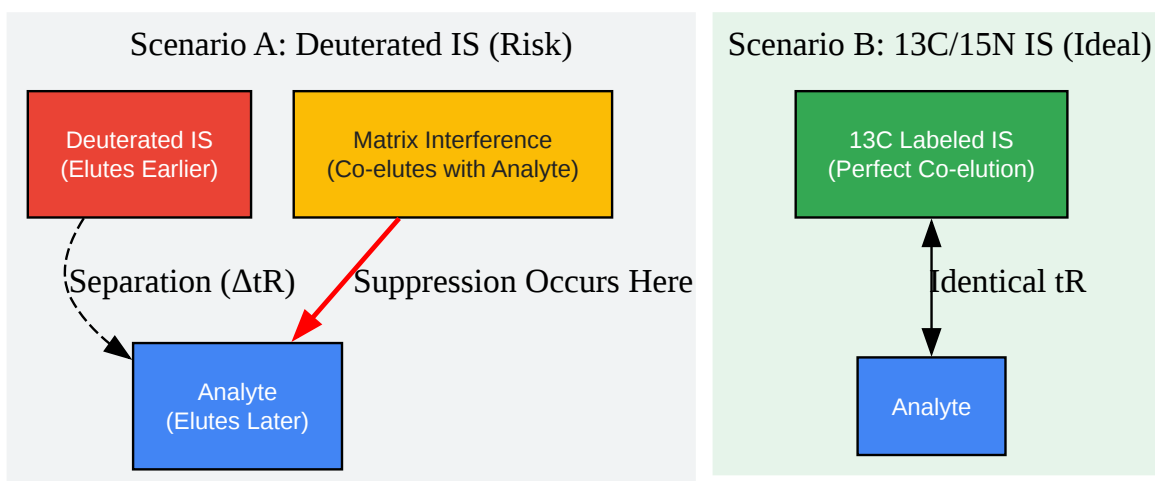 Scenario A: Deuterated IS (Risk)
Deuterated IS
(Elutes Earlier)
Matrix Interference
(Co-elutes with Analyte)
Separation (ΔtR)
Suppression Occurs Here
Analyte
(Elutes Later)
Scenario B: 13C/15N IS (Ideal)
13C Labeled IS
(Perfect Co-elution)
Identical tR
Analyte